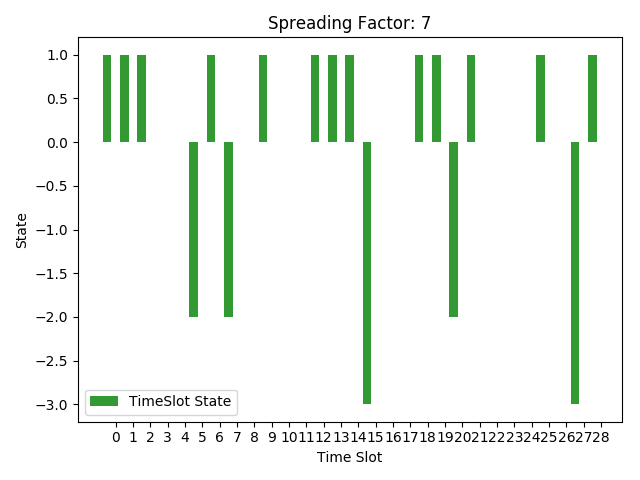 Spreading Factor: 7
1.0
0.5
0.0
−0.5
−1.0
−1.5
−2.0
−2.5
−3.0
State
TimeSlot State
0 1 2 3 4 5 6 7 8 9 10 11 12 13 14 15 16 17 18 19 20 21 22 23 24 25 26 27 28
Time Slot